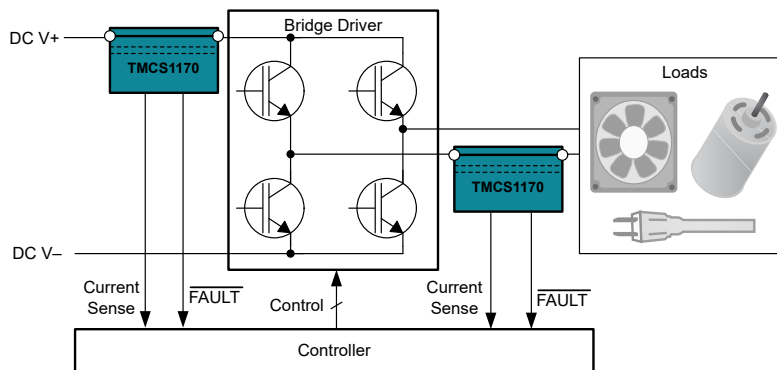 Bridge Driver
DC V+
TMCS1170
Loads
TMCS1170
DC V–
Current
Sense
FAULT
Control
Current
Sense
FAULT
Controller